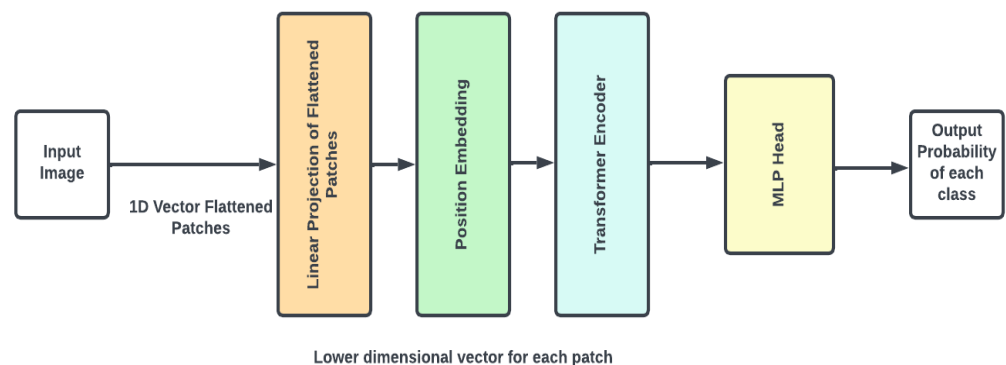 Input
Image
1D Vector Flattened
Patches
Linear Projection of Flattened
Patches
Position Embedding
Transformer Encoder
MLP Head
Output
Probability
of each
class
Lower dimensional vector for each patch